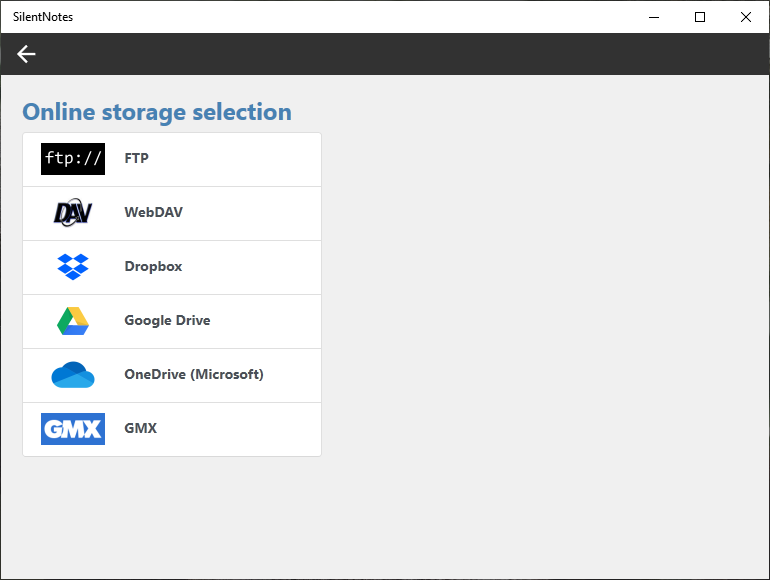 SilentNotes
Online storage selection
ftp:// FTP
DAV WebDAV
Dropbox
Google Drive
OneDrive (Microsoft)
GMX GMX